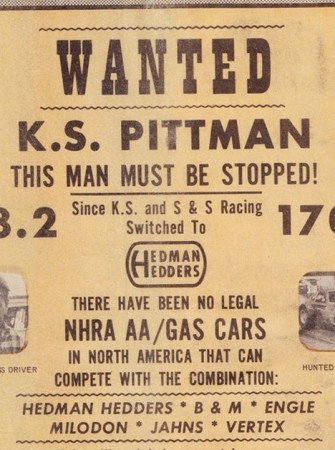 WANTED
K.S. PITTMAN
THIS MAN MUST BE STOPPED!
3.2
Since K.S. and S & S Racing
Switched To
170
HEDMAN
HEDDERS
THERE HAVE BEEN NO LEGAL
NHRA AA/GAS CARS
IN NORTH AMERICA THAT CAN
COMPETE WITH THE COMBINATION:
DRIVER
HUNTED
HEDMAN HEDDERS * B & M * ENGLE
MILODON * JAHNS * VERTEX